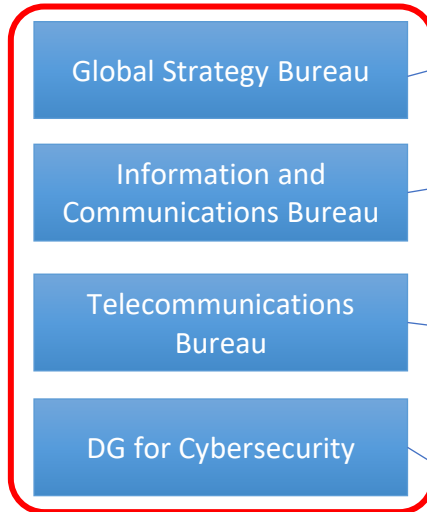 Global Strategy Bureau
Information and
Communications Bureau
Telecommunications
Bureau
DG for Cybersecurity